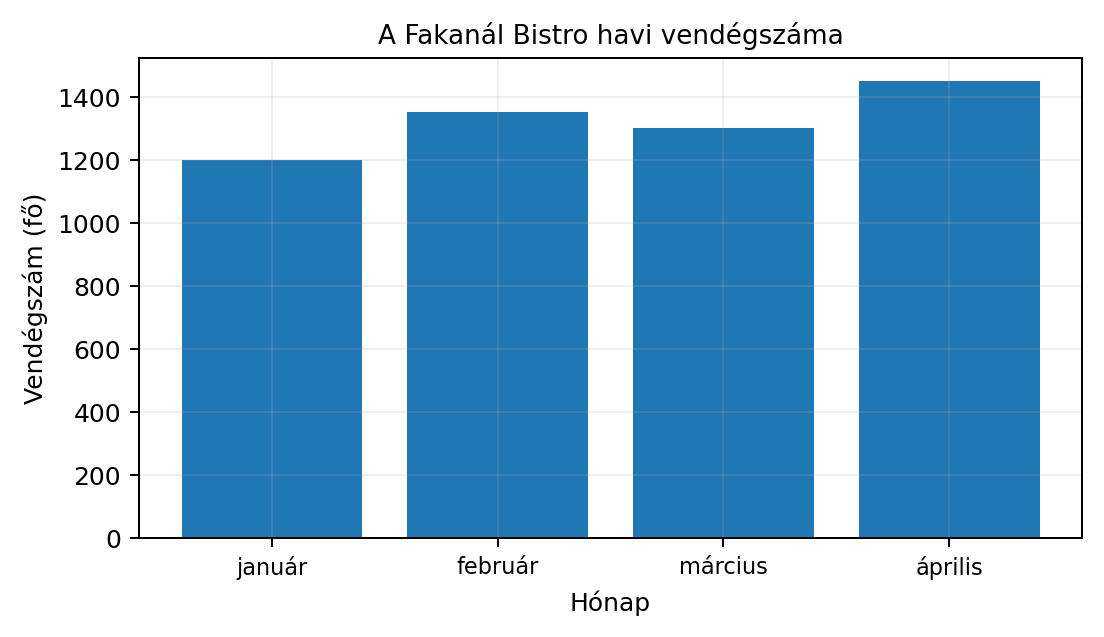 A Fakanál Bistro havi vendégszáma
Vendégszám (fő)
1400
1200
1000
800
600
400
200
0
január február március április
Hónap